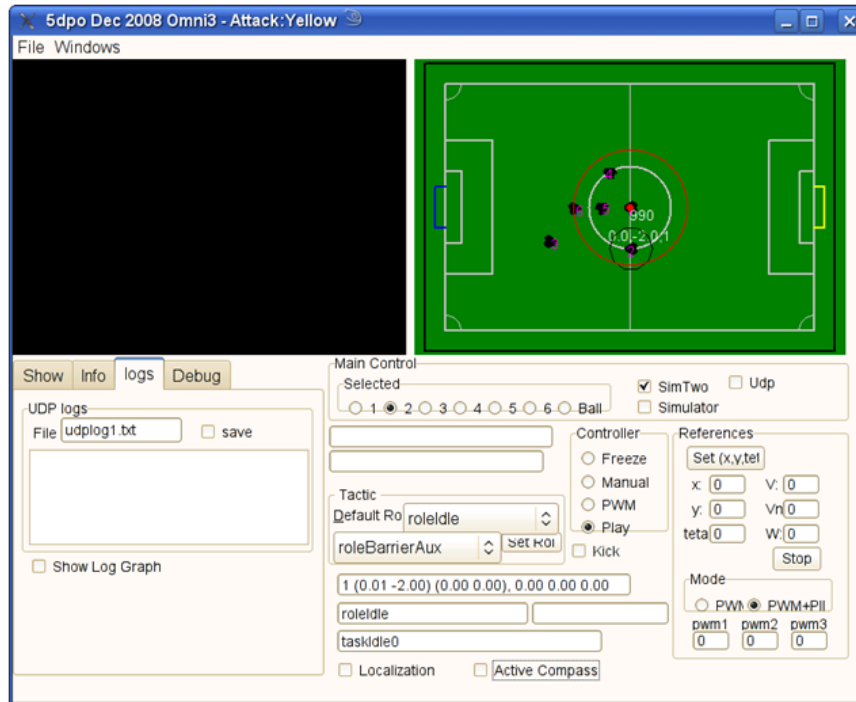 5dpo Dec 2008 Omni3 - Attack:Yellow
File Windows
990
0.0,-2.0,1
Show Info logs Debug
UDP logs
File udplog1.txt save
Show Log Graph
Main Control
Selected
1 2 3 4 5 6 Ball
SimTwo Udp
Simulator
Controller
Freeze
Manual
PWM
Play
Kick
References
Set (x,y,tet
x: 0 V: 0
y: 0 Vn 0
teta 0 W: 0
Stop
Mode
PWM PWM+PII
pwm1 pwm2 pwm3
0 0 0
Tactic
Default Ro roleIdle
roleBarrierAux Set Rol
1 (0.01 -2.00) (0.00 0.00), 0.00 0.00 0.00
roleIdle
taskIdle0
Localization Active Compass